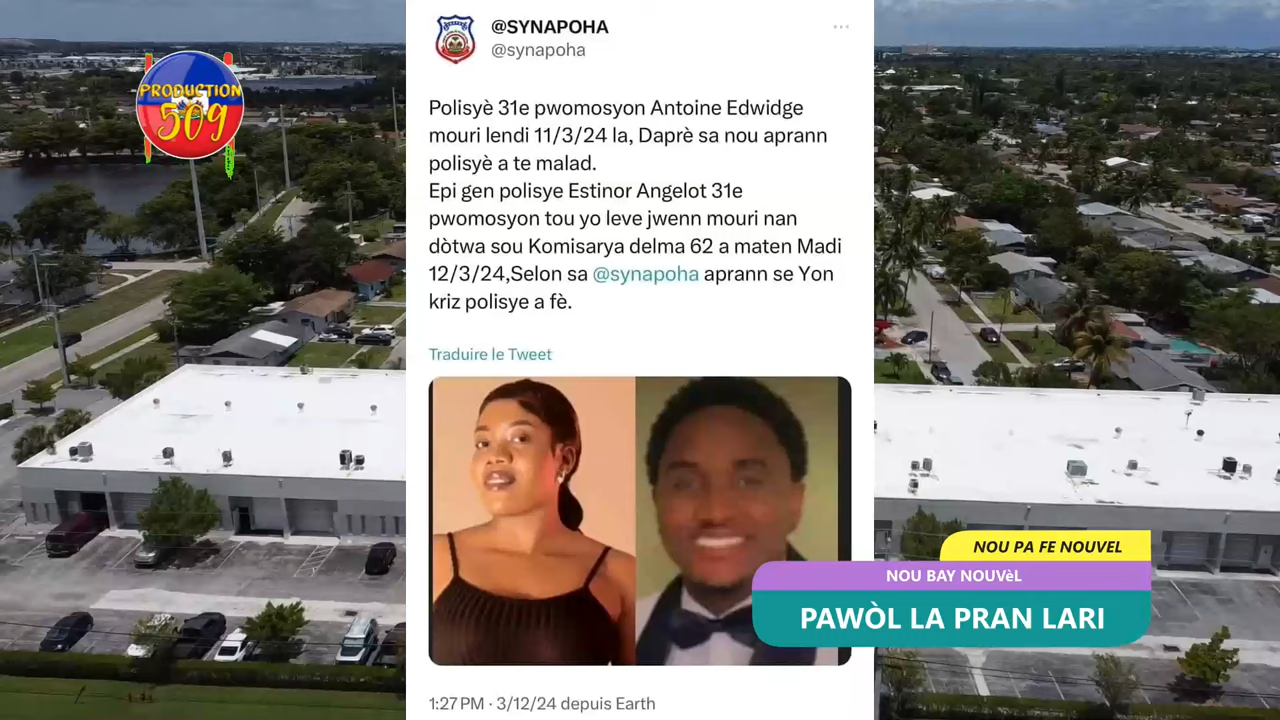 PRODUCTION
509
@SYNAPOHA
@synapoha
Polisyè 31e pwomosyon Antoine Edwidge
mouri lendi 11/3/24 la, Daprè sa nou aprann
polisyè a te malad.
Epi gen polisye Estinor Angelot 31e
pwomosyon tou yo leve jwenn mouri nan
dòtwa sou Komisarya delma 62 a maten Madi
12/3/24,Selon sa @synapoha aprann se Yon
kriz polisye a fè.
Traduire le Tweet
NOU PA FE NOUVEL
NOU BAY NOUVèL
PAWÒL LA PRAN LARI
1:27 PM · 3/12/24 depuis Earth